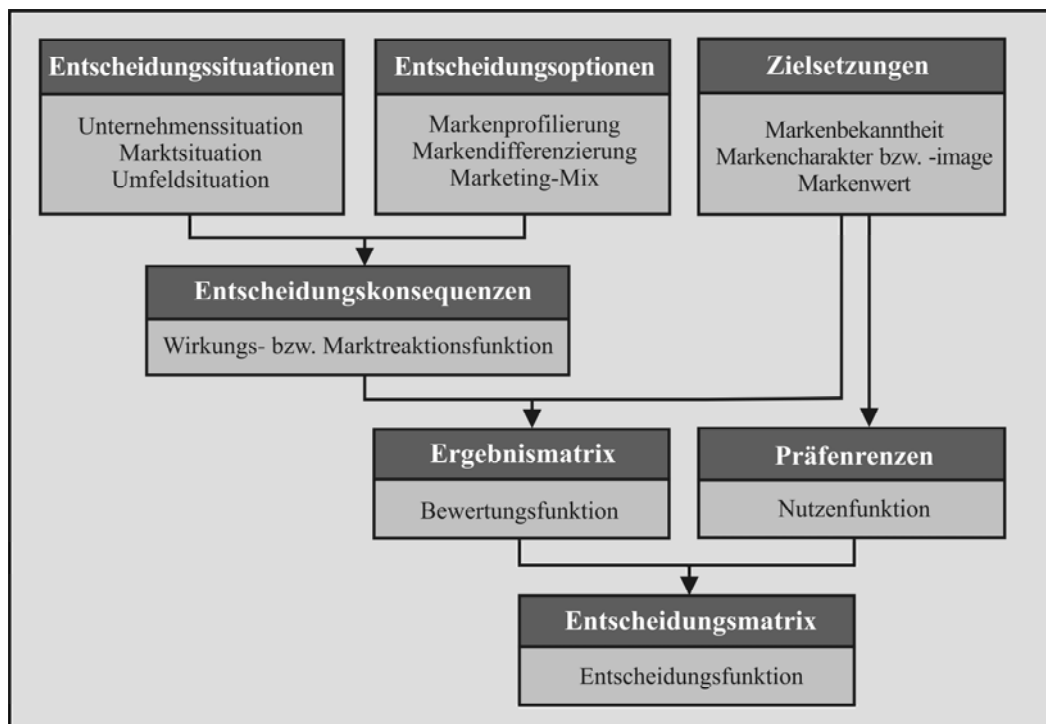 Entscheidungssituationen
Unternehmenssituation
Marktsituation
Umfeldsituation
Entscheidungsoptionen
Markenprofilierung
Markendifferenzierung
Marketing-Mix
Zielsetzungen
Markenbekanntheit
Markencharakter bzw. -image
Markenwert
Entscheidungskonsequenzen
Wirkungs- bzw. Marktreaktionsfunktion
Ergebnismatrix
Bewertungsfunktion
Präfenrenzen
Nutzenfunktion
Entscheidungsmatrix
Entscheidungsfunktion